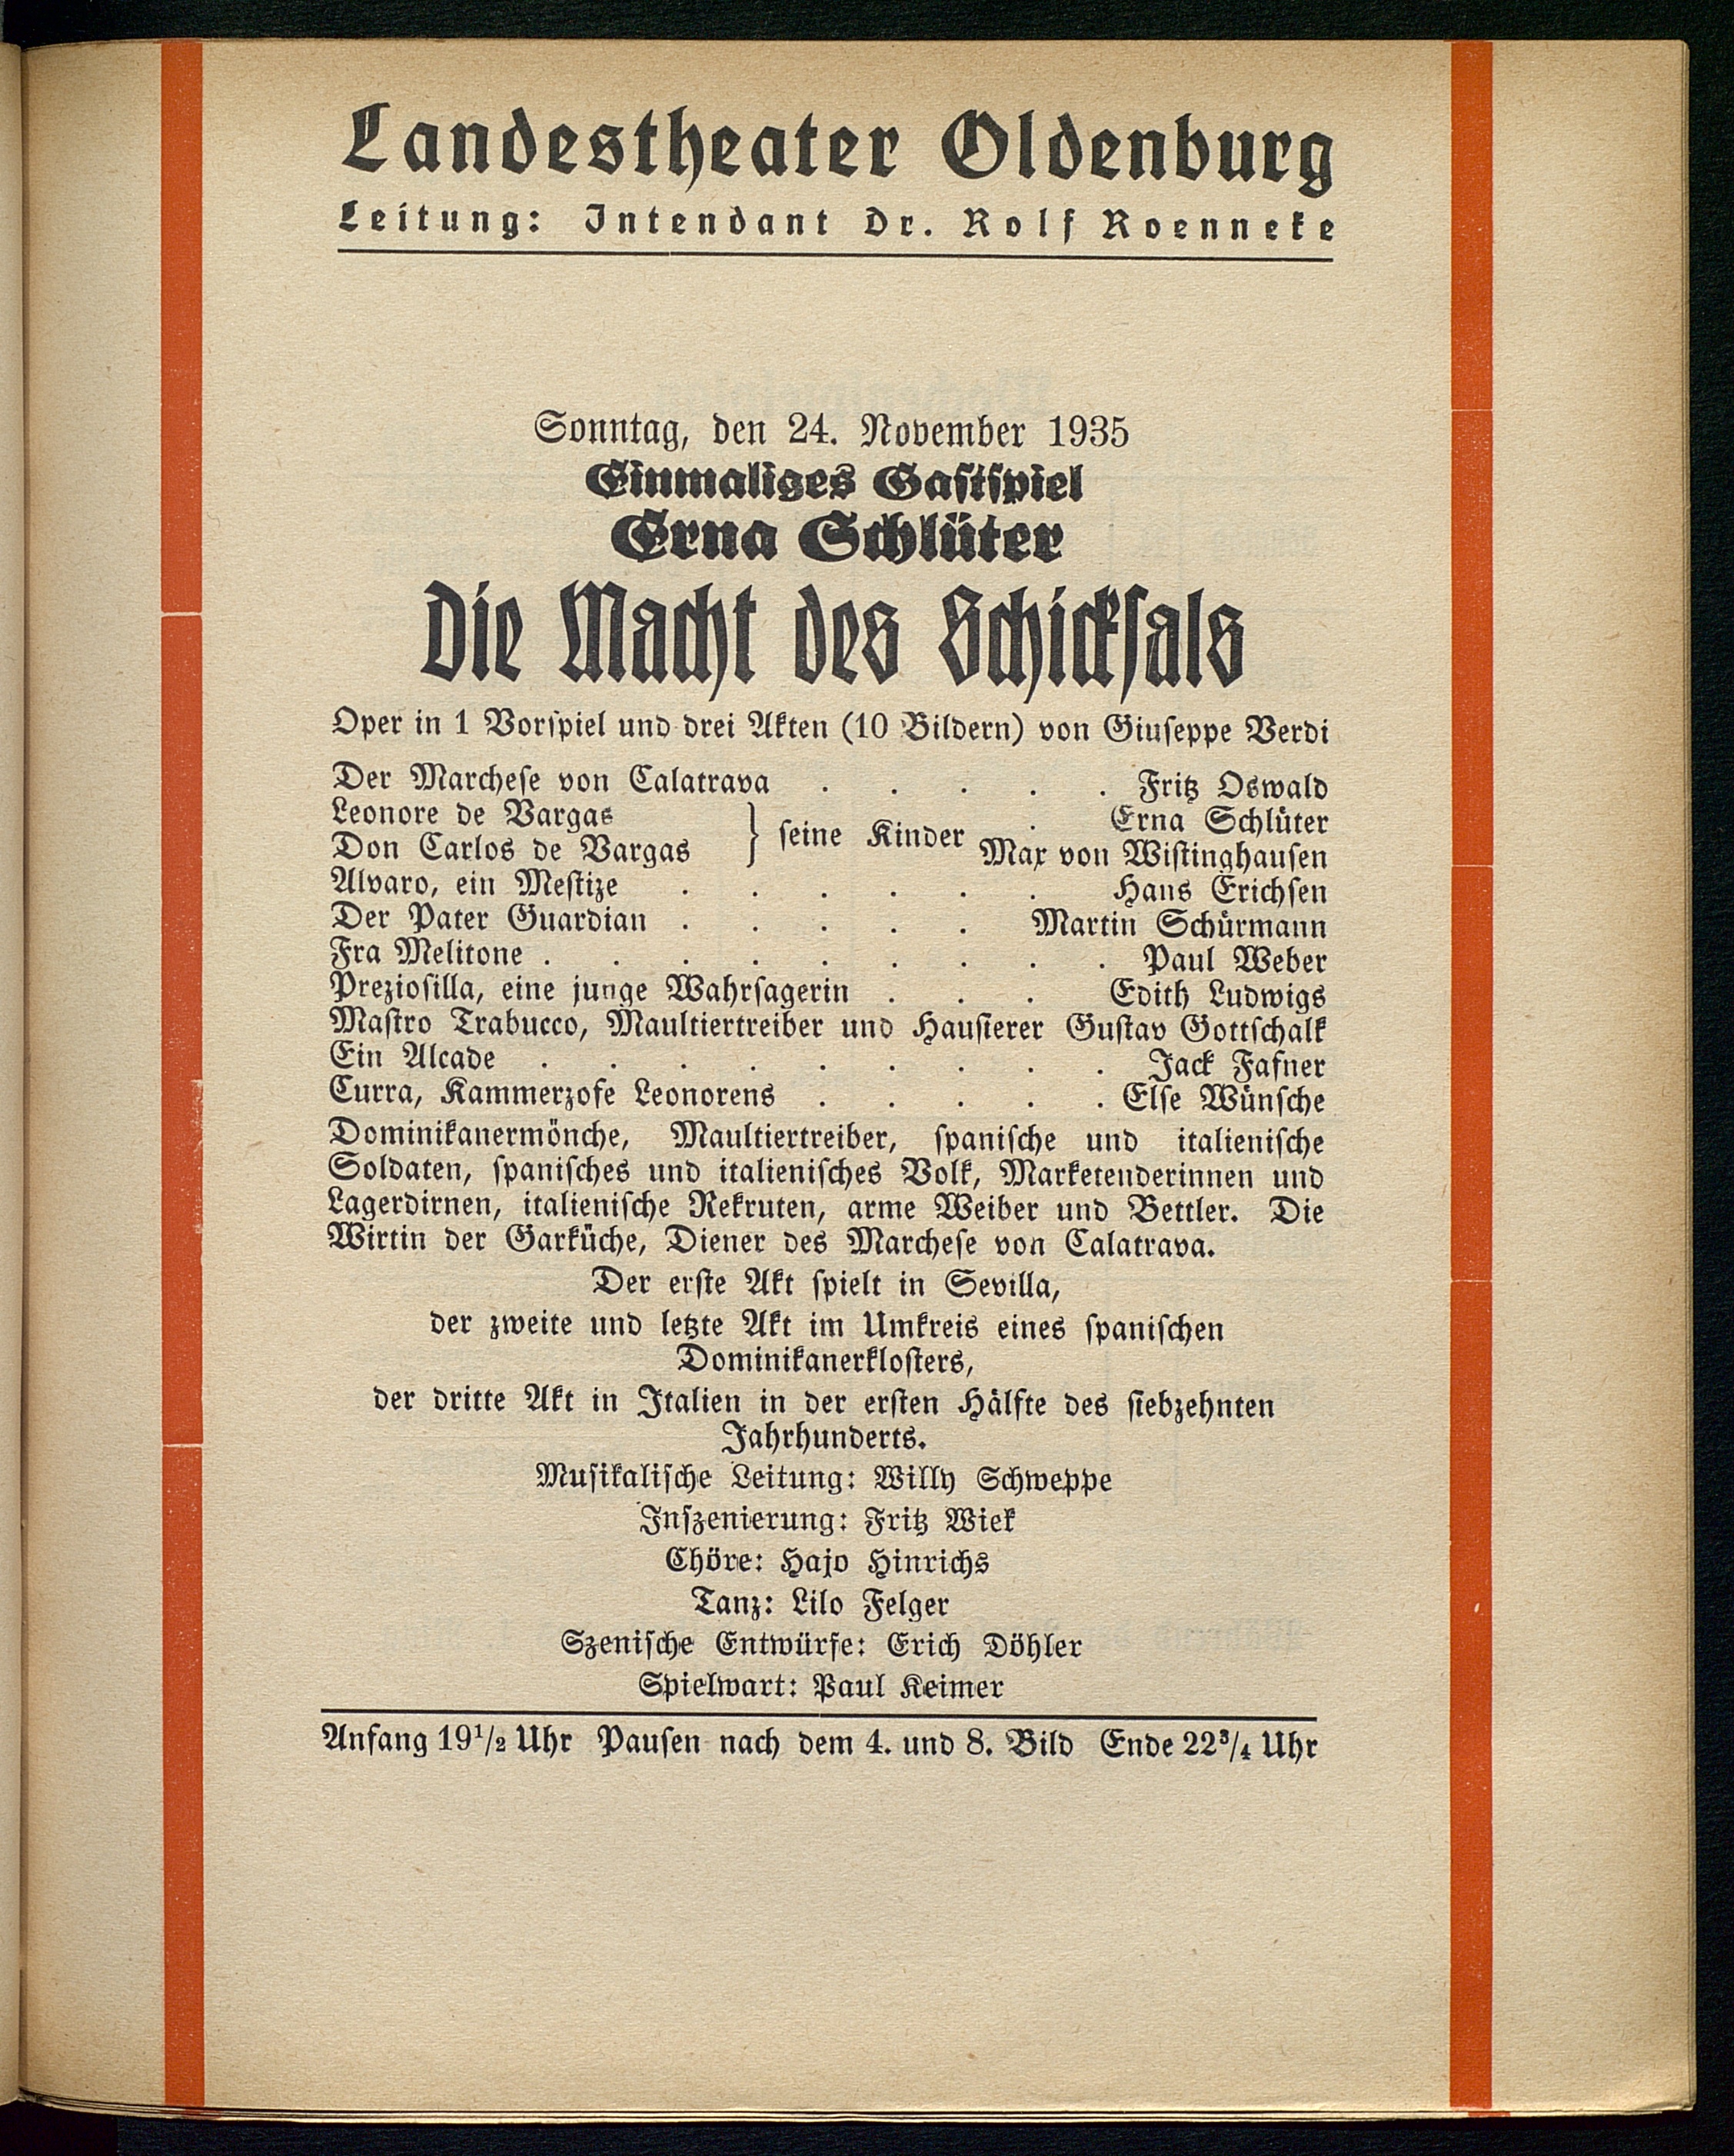 Landestheater Oldenburg
Leitung: Intendant Dr. Rolf Roenneke
Sonntag, den 24. November 1935
Einmaliges Gastspiel
Erna Schlüter
Die Macht des Schicksals
Oper in 1 Vorspiel und drei Akten (10 Bildern) von Giuseppe Verdi
Der Marchese von Calatrava . . . . . Fritz Oswald
Leonore de Vargas } seine Kinder . Erna Schlüter
Don Carlos de Vargas } seine Kinder Max von Wistinghausen
Alvaro, ein Mestize . . . . . . Hans Erichsen
Der Pater Guardian . . . . . Martin Schürmann
Fra Melitone . . . . . . . . . Paul Weber
Preziosilla, eine junge Wahrsagerin . . . Edith Ludwigs
Mastro Trabucco, Maultiertreiber und Hausierer Gustav Gottschalk
Ein Alcade . . . . . . . . . Jack Fafner
Curra, Kammerzofe Leonorens . . . . . Else Wünsche
Dominikanermönche, Maultiertreiber, spanische und italienische
Soldaten, spanisches und italienisches Volk, Marketenderinnen und
Lagerdirnen, italienische Rekruten, arme Weiber und Bettler. Die
Wirtin der Garküche, Diener des Marchese von Calatrava.
Der erste Akt spielt in Sevilla,
der zweite und letzte Akt im Umkreis eines spanischen
Dominikanerklosters,
der dritte Akt in Italien in der ersten Hälfte des siebzehnten
Jahrhunderts.
Musikalische Leitung: Willy Schweppe
Inszenierung: Fritz Wiek
Chöre: Hajo Hinrichs
Tanz: Lilo Felger
Szenische Entwürfe: Erich Döhler
Spielwart: Paul Keimer
Anfang 19½ Uhr Pausen nach dem 4. und 8. Bild Ende 22¾ Uhr